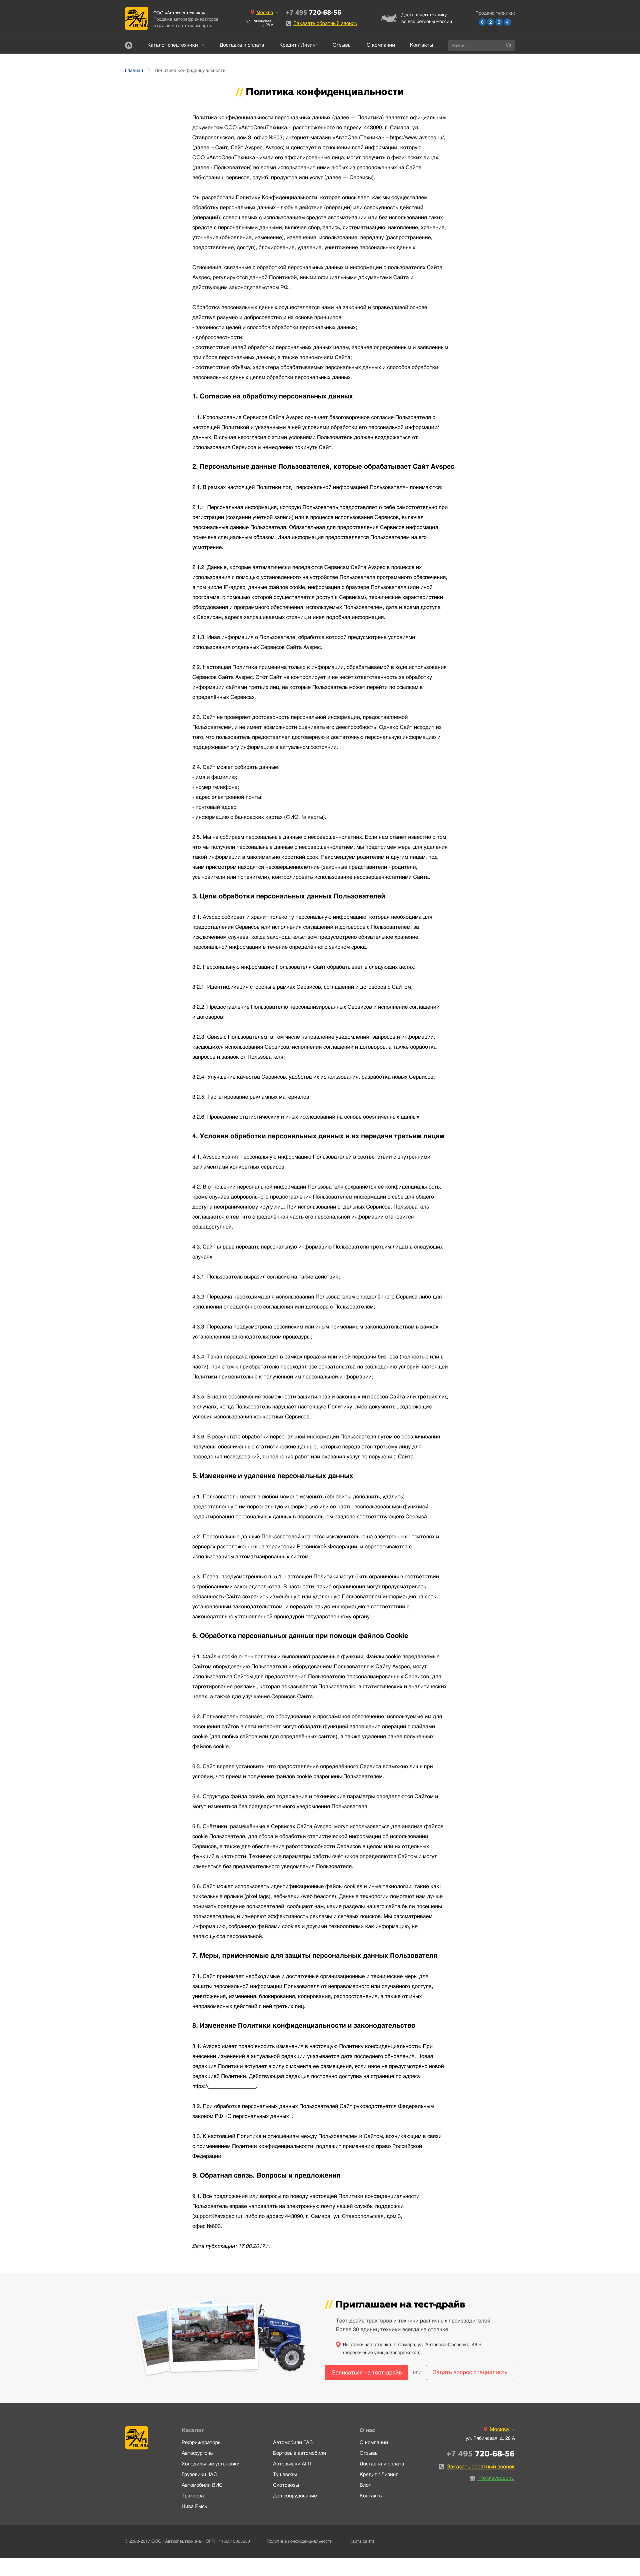 ООО «Автоспецтехника».
Продажа авторефрижераторов
и грузового автотранспорта
Москва
ул. Рябиновая,
д. 28 А
+7 495 720-68-56
Заказать обратный звонок
Доставляем технику
во все регионы России
Продано техники:
0 2 3 4
Каталог спецтехники
Доставка и оплата
Кредит / Лизинг
Отзывы
О компании
Контакты
Найти...
Главная
Политика конфиденциальности
// Политика конфиденциальности
Политика конфиденциальности персональных данных (далее — Политика) является официальным
документом ООО «АвтоСпецТехника», расположенного по адресу: 443090, г. Самара, ул.
Ставропольская, дом 3, офис №603; интернет-магазин «АвтоСпецТехника» – https://www.avspec.ru/,
(далее – Сайт, Сайт Avspec, Avspec) и действует в отношении всей информации, которую
ООО «АвтоСпецТехника» и/или его аффилированные лица, могут получить о физических лицах
(далее - Пользователи) во время использования ними любых из расположенных на Сайте
веб-страниц, сервисов, служб, продуктов или услуг (далее — Сервисы).
Мы разработали Политику Конфиденциальности, которая описывает, как мы осуществляем
обработку персональных данных - любые действия (операции) или совокупность действий
(операций), совершаемых с использованием средств автоматизации или без использования таких
средств с персональными данными, включая сбор, запись, систематизацию, накопление, хранение,
уточнение (обновление, изменение), извлечение, использование, передачу (распространение,
предоставление, доступ), блокирование, удаление, уничтожение персональных данных.
Отношения, связанные с обработкой персональных данных и информации о пользователях Сайта
Avspec, регулируются данной Политикой, иными официальными документами Сайта и
действующим законодательством РФ.
Обработка персональных данных осуществляется нами на законной и справедливой основе,
действуя разумно и добросовестно и на основе принципов:
- законности целей и способов обработки персональных данных;
- добросовестности;
- соответствия целей обработки персональных данных целям, заранее определённым и заявленным
при сборе персональных данных, а также полномочиям Сайта;
- соответствия объёма, характера обрабатываемых персональных данных и способов обработки
персональных данных целям обработки персональных данных.
1. Согласие на обработку персональных данных
1.1. Использование Сервисов Сайта Avspec означает безоговорочное согласие Пользователя с
настоящей Политикой и указанными в ней условиями обработки его персональной информации/
данных. В случае несогласия с этими условиями Пользователь должен воздержаться от
использования Сервисов и немедленно покинуть Сайт.
2. Персональные данные Пользователей, которые обрабатывает Сайт Avspec
2.1. В рамках настоящей Политики под «персональной информацией Пользователя» понимаются:
2.1.1. Персональная информация, которую Пользователь предоставляет о себе самостоятельно при
регистрации (создании учётной записи) или в процессе использования Сервисов, включая
персональные данные Пользователя. Обязательная для предоставления Сервисов информация
помечена специальным образом. Иная информация предоставляется Пользователем на его
усмотрение.
2.1.2. Данные, которые автоматически передаются Сервисам Сайта Avspec в процессе их
использования с помощью установленного на устройстве Пользователя программного обеспечения,
в том числе IP-адрес, данные файлов cookie, информация о браузере Пользователя (или иной
программе, с помощью которой осуществляется доступ к Сервисам), технические характеристики
оборудования и программного обеспечения, используемых Пользователем, дата и время доступа
к Сервисам, адреса запрашиваемых страниц и иная подобная информация.
2.1.3. Иная информация о Пользователе, обработка которой предусмотрена условиями
использования отдельных Сервисов Сайта Avspec.
2.2. Настоящая Политика применима только к информации, обрабатываемой в ходе использования
Сервисов Сайта Avspec. Этот Сайт не контролирует и не несёт ответственность за обработку
информации сайтами третьих лиц, на которые Пользователь может перейти по ссылкам в
определённых Сервисах.
2.3. Сайт не проверяет достоверность персональной информации, предоставляемой
Пользователем, и не имеет возможности оценивать его дееспособность. Однако Сайт исходит из
того, что пользователь предоставляет достоверную и достаточную персональную информацию и
поддерживает эту информацию в актуальном состоянии.
2.4. Сайт может собирать данные:
- имя и фамилию;
- номер телефона;
- адрес электронной почты;
- почтовый адрес;
- информацию о банковских картах (ФИО, № карты).
2.5. Мы не собираем персональные данные о несовершеннолетних. Если нам станет известно о том,
что мы получили персональные данные о несовершеннолетнем, мы предпримем меры для удаления
такой информации в максимально короткий срок. Рекомендуем родителям и другим лицам, под
чьим присмотром находятся несовершеннолетние (законные представители - родители,
усыновители или попечители), контролировать использование несовершеннолетними Сайта.
3. Цели обработки персональных данных Пользователей
3.1. Avspec собирает и хранит только ту персональную информацию, которая необходима для
предоставления Сервисов или исполнения соглашений и договоров с Пользователем, за
исключением случаев, когда законодательством предусмотрено обязательное хранение
персональной информации в течение определённого законом срока.
3.2. Персональную информацию Пользователя Сайт обрабатывает в следующих целях:
3.2.1. Идентификация стороны в рамках Сервисов, соглашений и договоров с Сайтом;
3.2.2. Предоставление Пользователю персонализированных Сервисов и исполнение соглашений
и договоров;
3.2.3. Связь с Пользователем, в том числе направление уведомлений, запросов и информации,
касающихся использования Сервисов, исполнения соглашений и договоров, а также обработка
запросов и заявок от Пользователя;
3.2.4. Улучшение качества Сервисов, удобства их использования, разработка новых Сервисов;
3.2.5. Таргетирование рекламных материалов;
3.2.6. Проведение статистических и иных исследований на основе обезличенных данных.
4. Условия обработки персональных данных и их передачи третьим лицам
4.1. Avspec хранит персональную информацию Пользователей в соответствии с внутренними
регламентами конкретных сервисов.
4.2. В отношении персональной информации Пользователя сохраняется её конфиденциальность,
кроме случаев добровольного предоставления Пользователем информации о себе для общего
доступа неограниченному кругу лиц. При использовании отдельных Сервисов, Пользователь
соглашается с тем, что определённая часть его персональной информации становится
общедоступной.
4.3. Сайт вправе передать персональную информацию Пользователя третьим лицам в следующих
случаях:
4.3.1. Пользователь выразил согласие на такие действия;
4.3.2. Передача необходима для использования Пользователем определённого Сервиса либо для
исполнения определённого соглашения или договора с Пользователем;
4.3.3. Передача предусмотрена российским или иным применимым законодательством в рамках
установленной законодательством процедуры;
4.3.4. Такая передача происходит в рамках продажи или иной передачи бизнеса (полностью или в
части), при этом к приобретателю переходят все обязательства по соблюдению условий настоящей
Политики применительно к полученной им персональной информации;
4.3.5. В целях обеспечения возможности защиты прав и законных интересов Сайта или третьих лиц
в случаях, когда Пользователь нарушает настоящую Политику, либо документы, содержащие
условия использования конкретных Сервисов.
4.3.6. В результате обработки персональной информации Пользователя путем её обезличивания
получены обезличенные статистические данные, которые передаются третьему лицу для
проведения исследований, выполнения работ или оказания услуг по поручению Сайта.
5. Изменение и удаление персональных данных
5.1. Пользователь может в любой момент изменить (обновить, дополнить, удалить)
предоставленную им персональную информацию или её часть, воспользовавшись функцией
редактирования персональных данных в персональном разделе соответствующего Сервиса.
5.2. Персональные данные Пользователей хранятся исключительно на электронных носителях и
серверах расположенных на территории Российской Федерации, и обрабатываются с
использованием автоматизированных систем.
5.3. Права, предусмотренные п. 5.1. настоящей Политики могут быть ограничены в соответствии
с требованиями законодательства. В частности, такие ограничения могут предусматривать
обязанность Сайта сохранить изменённую или удаленную Пользователем информацию на срок,
установленный законодательством, и передать такую информацию в соответствии с
законодательно установленной процедурой государственному органу.
6. Обработка персональных данных при помощи файлов Cookie
6.1. Файлы cookie очень полезны и выполняют различные функции. Файлы cookie передаваемые
Сайтом оборудованию Пользователя и оборудованием Пользователя к Сайту Avspec, могут
использоваться Сайтом для предоставления Пользователю персонализированных Сервисов, для
таргетирования рекламы, которая показывается Пользователю, в статистических и аналитических
целях, а также для улучшения Сервисов Сайта.
6.2. Пользователь осознаёт, что оборудование и программное обеспечение, используемые им для
посещения сайтов в сети интернет могут обладать функцией запрещения операций с файлами
cookie (для любых сайтов или для определённых сайтов), а также удаления ранее полученных
файлов cookie.
6.3. Сайт вправе установить, что предоставление определённого Сервиса возможно лишь при
условии, что приём и получение файлов cookie разрешены Пользователем.
6.4. Структура файла cookie, его содержание и технические параметры определяются Сайтом и
могут изменяться без предварительного уведомления Пользователя.
6.5. Счётчики, размещённые в Сервисах Сайта Avspec, могут использоваться для анализа файлов
cookie Пользователя, для сбора и обработки статистической информации об использовании
Сервисов, а также для обеспечения работоспособности Сервисов в целом или их отдельных
функций в частности. Технические параметры работы счётчиков определяются Сайтом и могут
изменяться без предварительного уведомления Пользователя.
6.6. Сайт может использовать идентификационные файлы cookies и иные технологии, такие как:
пиксельные ярлыки (pixel tags), веб-маяки (web beacons). Данные технологии помогают нам лучше
понимать поведение пользователей, сообщают нам, какие разделы нашего сайта были посещены
пользователями, и измеряют эффективность рекламы и сетевых поисков. Мы рассматриваем
информацию, собранную файлами cookies и другими технологиями как информацию, не
являющуюся персональной.
7. Меры, применяемые для защиты персональных данных Пользователя
7.1. Сайт принимает необходимые и достаточные организационные и технические меры для
защиты персональной информации Пользователя от неправомерного или случайного доступа,
уничтожения, изменения, блокирования, копирования, распространения, а также от иных
неправомерных действий с ней третьих лиц.
8. Изменение Политики конфиденциальности и законодательство
8.1. Avspec имеет право вносить изменения в настоящую Политику конфиденциальности. При
внесении изменений в актуальной редакции указывается дата последнего обновления. Новая
редакция Политики вступает в силу с момента её размещения, если иное не предусмотрено новой
редакцией Политики. Действующая редакция постоянно доступна на странице по адресу
https://__________________.
8.2. При обработке персональных данных Пользователей Сайт руководствуется Федеральным
законом РФ «О персональных данных».
8.3. К настоящей Политике и отношениям между Пользователем и Сайтом, возникающим в связи
с применением Политики конфиденциальности, подлежит применению право Российской
Федерации.
9. Обратная связь. Вопросы и предложения
9.1. Все предложения или вопросы по поводу настоящей Политики конфиденциальности
Пользователь вправе направлять на электронную почту нашей службы поддержки
(support@avspec.ru), либо по адресу 443090, г. Самара, ул. Ставропольская, дом 3,
офис №603.
Дата публикации: 17.08.2017 г.
// Приглашаем на тест-драйв
Тест-драйв тракторов и техники различных производителей.
Более 30 единиц техники всегда на стоянке!
Выставочная стоянка: г. Самара, ул. Антонова-Овсеенко, 46 В
(пересечение улицы Запорожская).
Записаться на тест-драйв
или
Задать вопрос специалисту
Каталог
Рефрижераторы
Автофургоны
Холодильные установки
Грузовики JAC
Автомобили ВИС
Трактора
Нива Рысь
Автомобили ГАЗ
Бортовые автомобили
Автовышки АГП
Тушевозы
Скотовозы
Доп.оборудование
О нас
О компании
Отзывы
Доставка и оплата
Кредит / Лизинг
Блог
Контакты
Москва
ул. Рябиновая, д. 28 А
+7 495 720-68-56
Заказать обратный звонок
info@avspec.ru
© 2009-2017 ООО «Автоспецтехника». ОГРН 1156313005650
Политика конфиденциальности
Карта сайта